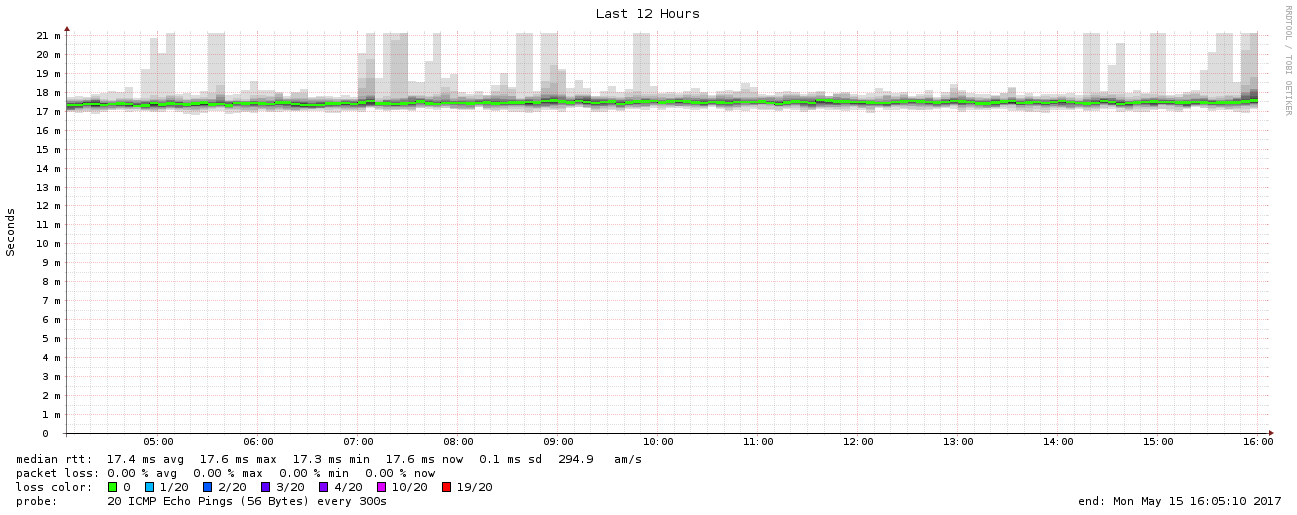 Last 12 Hours
RRDTOOL / TOBI OETIKER
21 m
20 m
19 m
18 m
17 m
16 m
15 m
14 m
13 m
12 m
11 m
10 m
9 m
8 m
7 m
6 m
5 m
4 m
3 m
2 m
1 m
0
Seconds
05:00 06:00 07:00 08:00 09:00 10:00 11:00 12:00 13:00 14:00 15:00 16:00
median rtt: 17.4 ms avg 17.6 ms max 17.3 ms min 17.6 ms now 0.1 ms sd 294.9 am/s
packet loss: 0.00 % avg 0.00 % max 0.00 % min 0.00 % now
loss color: 0 1/20 2/20 3/20 4/20 10/20 19/20
probe: 20 ICMP Echo Pings (56 Bytes) every 300s end: Mon May 15 16:05:10 2017